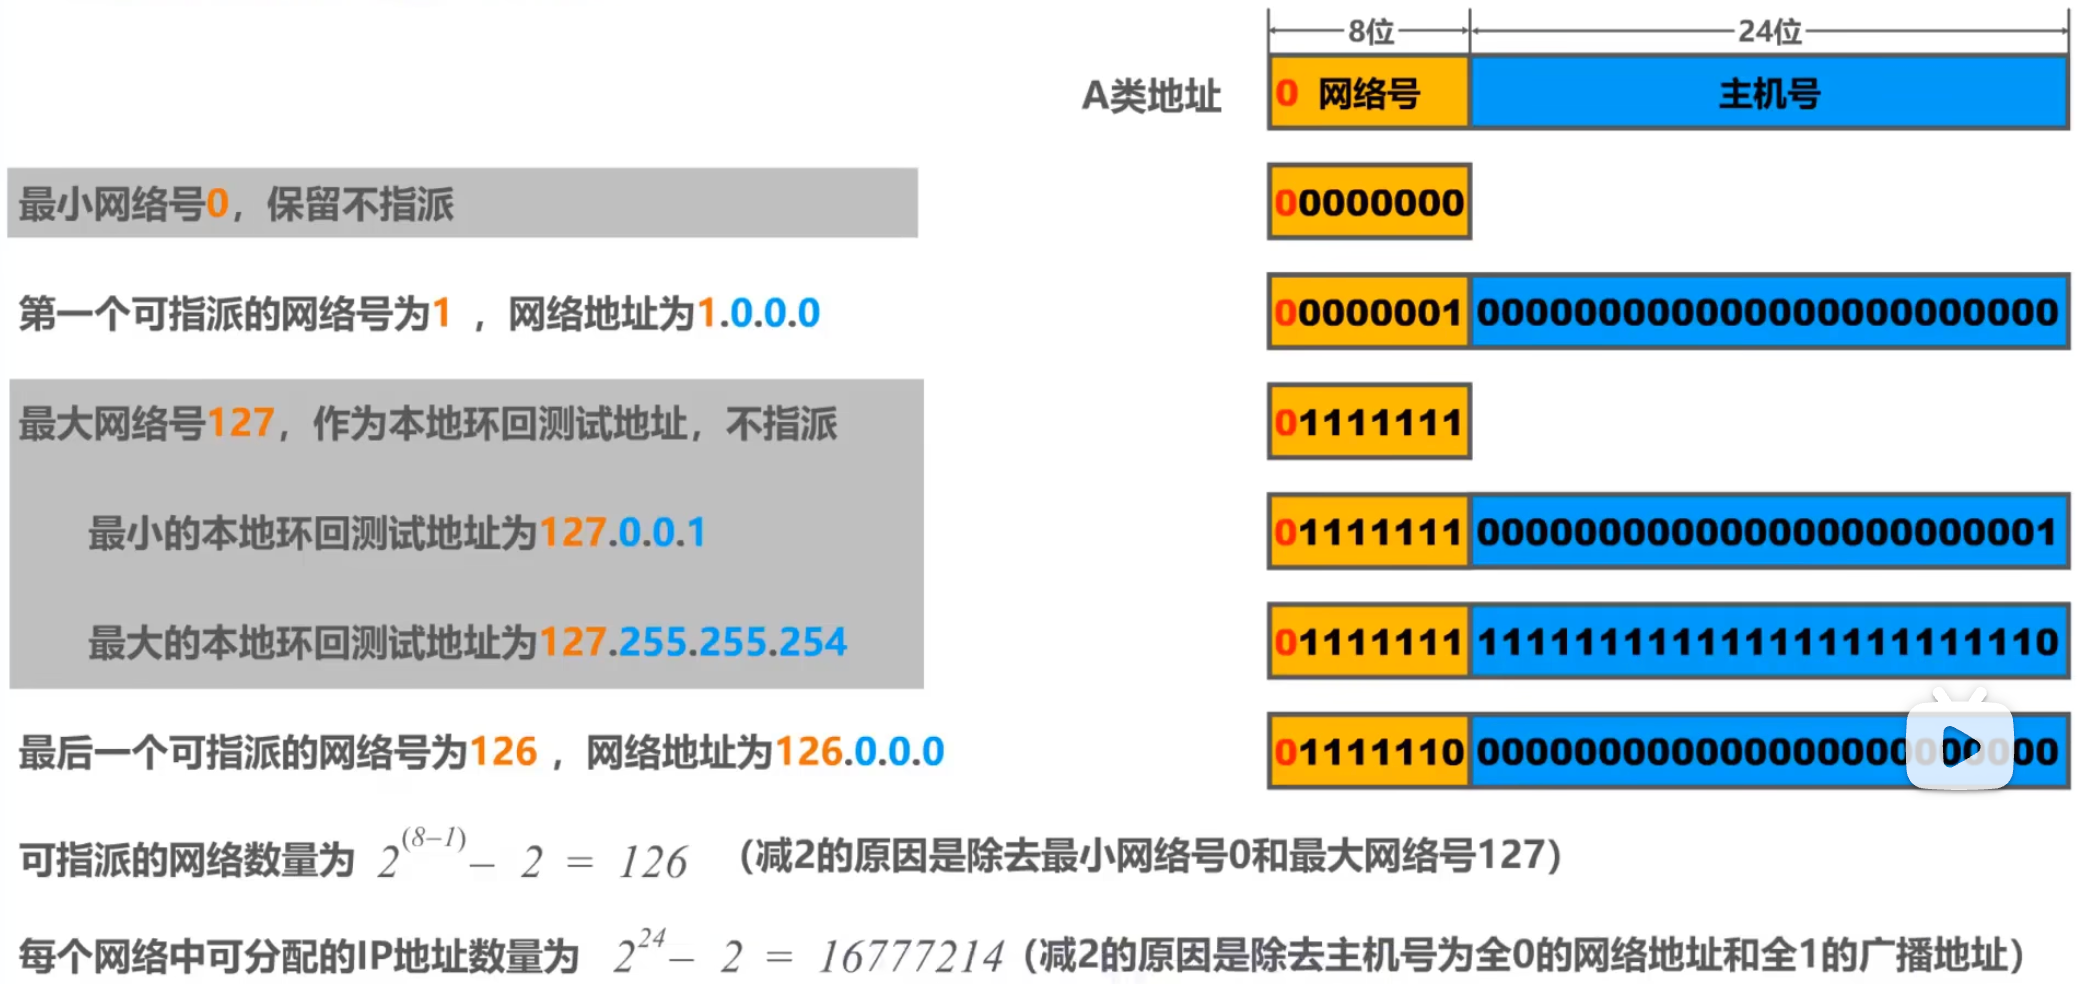 8位 24位
A类地址 0 网络号 主机号
最小网络号0，保留不指派 00000000
第一个可指派的网络号为1 ，网络地址为1.0.0.0 00000001 000000000000000000000000
最大网络号127，作为本地环回测试地址，不指派 01111111
最小的本地环回测试地址为127.0.0.1 01111111 000000000000000000000001
最大的本地环回测试地址为127.255.255.254 01111111 111111111111111111111110
最后一个可指派的网络号为126 ，网络地址为126.0.0.0 01111110 000000000000000000000000
可指派的网络数量为 2^(8-1) - 2 = 126 （减2的原因是除去最小网络号0和最大网络号127）
每个网络中可分配的IP地址数量为 2^24 - 2 = 16777214（减2的原因是除去主机号为全0的网络地址和全1的广播地址）